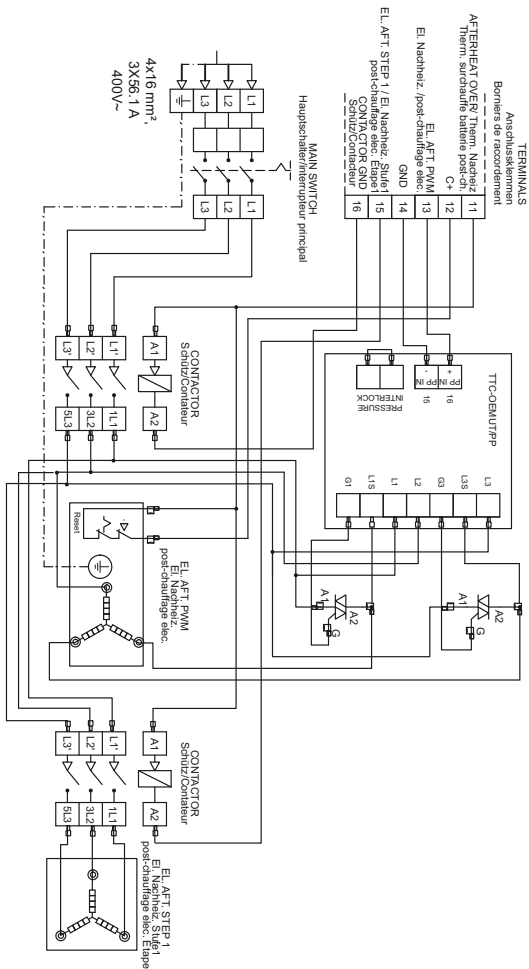 TERMINALS
Anschlussklemmen
Borniers de raccordement
AFTERHEAT OVER/ Therm. Nacheiz
Therm. surchauffe batterie post-ch.
C+
EL. AFT. PWM
El. Nachheiz. /post-chauffage elec.
GND
EL. AFT. STEP 1 / El. Nachheiz. Stufe1
post-chauffage elec. Etape1
CONTACTOR GND
Schütz/Contacteur
11
12
13
14
15
16
TTC-OEMUT/PP
+
PP IN
16
-
PP IN
15
PRESSURE
INTERLOCK
L3
L3S
G3
L2
L1
L1S
G1
A1
A2
G
A1
A2
G
MAIN SWITCH
Hauptschalter/interrupteur principal
L1
L2
L3
L1
L2
L3
4x16 mm²,
3X56.1 A
400V~
CONTACTOR
Schütz/Contateur
A1
A2
L1'
L2'
L3'
1L1
3L2
5L3
Reset
EL. AFT. PWM
El. Nachheiz.
post-chauffage elec.
CONTACTOR
Schütz/Contateur
A1
A2
L1'
L2'
L3'
1L1
3L2
5L3
EL. AFT. STEP 1
El. Nachheiz. Stufe1
post-chauffage elec. Etape